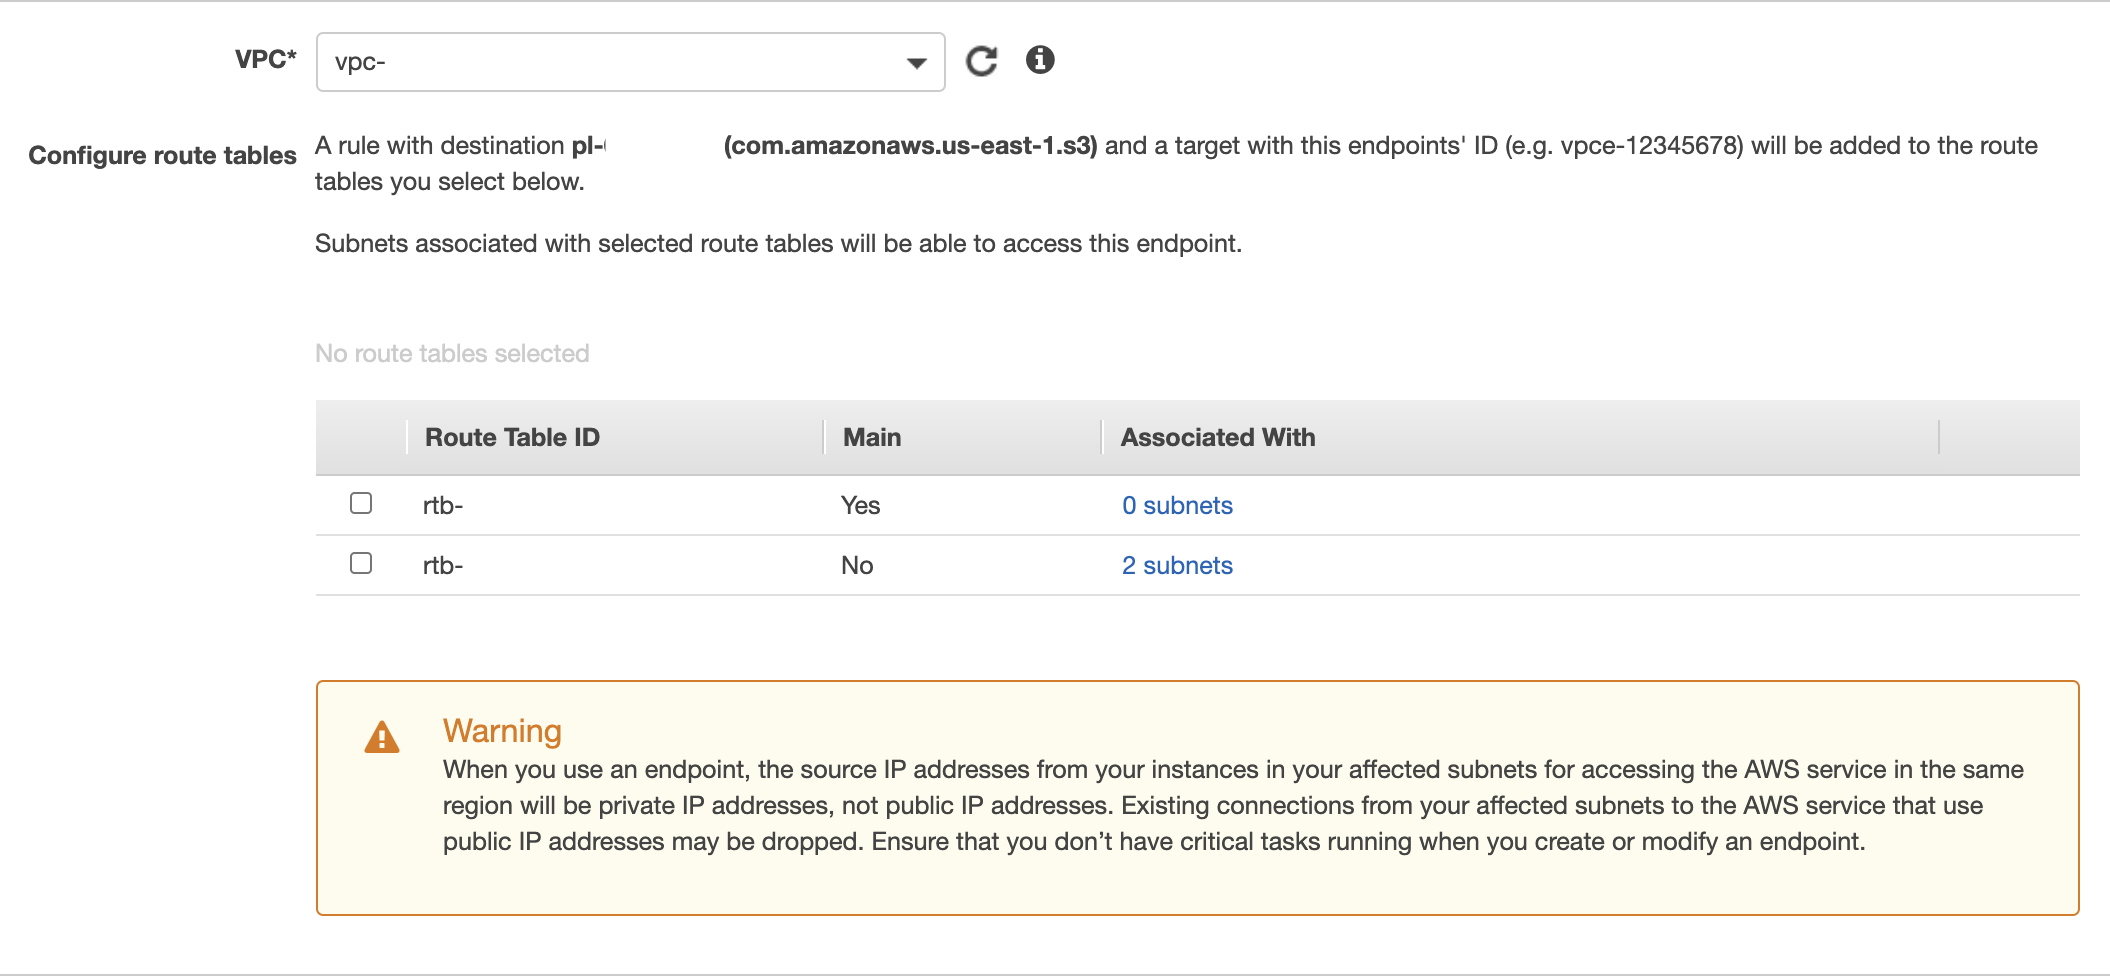 VPC*
vpc-
Configure route tables
A rule with destination pl- (com.amazonaws.us-east-1.s3) and a target with this endpoints' ID (e.g. vpce-12345678) will be added to the route
tables you select below.
Subnets associated with selected route tables will be able to access this endpoint.
No route tables selected
Route Table ID Main Associated With
rtb- Yes 0 subnets
rtb- No 2 subnets
Warning
When you use an endpoint, the source IP addresses from your instances in your affected subnets for accessing the AWS service in the same
region will be private IP addresses, not public IP addresses. Existing connections from your affected subnets to the AWS service that use
public IP addresses may be dropped. Ensure that you don’t have critical tasks running when you create or modify an endpoint.